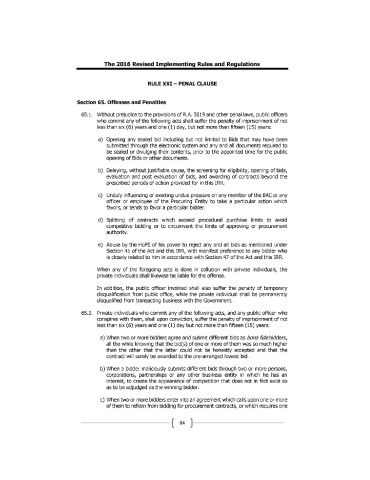 The 2016 Revised Implementing Rules and Regulations
RULE XXI – PENAL CLAUSE
Section 65. Offenses and Penalties
65.1. Without prejudice to the provisions of R.A. 3019 and other penal laws, public officers
who commit any of the following acts shall suffer the penalty of imprisonment of not
less than six (6) years and one (1) day, but not more than fifteen (15) years:
a) Opening any sealed bid including but not limited to Bids that may have been
submitted through the electronic system and any and all documents required to
be sealed or divulging their contents, prior to the appointed time for the public
opening of Bids or other documents.
b) Delaying, without justifiable cause, the screening for eligibility, opening of bids,
evaluation and post evaluation of bids, and awarding of contracts beyond the
prescribed periods of action provided for in this IRR.
c) Unduly influencing or exerting undue pressure on any member of the BAC or any
officer or employee of the Procuring Entity to take a particular action which
favors, or tends to favor a particular bidder.
d) Splitting of contracts which exceed procedural purchase limits to avoid
competitive bidding or to circumvent the limits of approving or procurement
authority.
e) Abuse by the HoPE of his power to reject any and all bids as mentioned under
Section 41 of the Act and this IRR, with manifest preference to any bidder who
is closely related to him in accordance with Section 47 of the Act and this IRR.
When any of the foregoing acts is done in collusion with private individuals, the
private individuals shall likewise be liable for the offense.
In addition, the public officer involved shall also suffer the penalty of temporary
disqualification from public office, while the private individual shall be permanently
disqualified from transacting business with the Government.
65.2. Private individuals who commit any of the following acts, and any public officer who
conspires with them, shall upon conviction, suffer the penalty of imprisonment of not
less than six (6) years and one (1) day but not more than fifteen (15) years:
a) When two or more bidders agree and submit different bids as bona fide bidders,
all the while knowing that the bid(s) of one or more of them was so much higher
than the other that the latter could not be honestly accepted and that the
contract will surely be awarded to the pre-arranged lowest bid.
b) When a bidder maliciously submits different bids through two or more persons,
corporations, partnerships or any other business entity in which he has an
interest, to create the appearance of competition that does not in fact exist so
as to be adjudged as the winning bidder.
c) When two or more bidders enter into an agreement which calls upon one or more
of them to refrain from bidding for procurement contracts, or which requires one
84